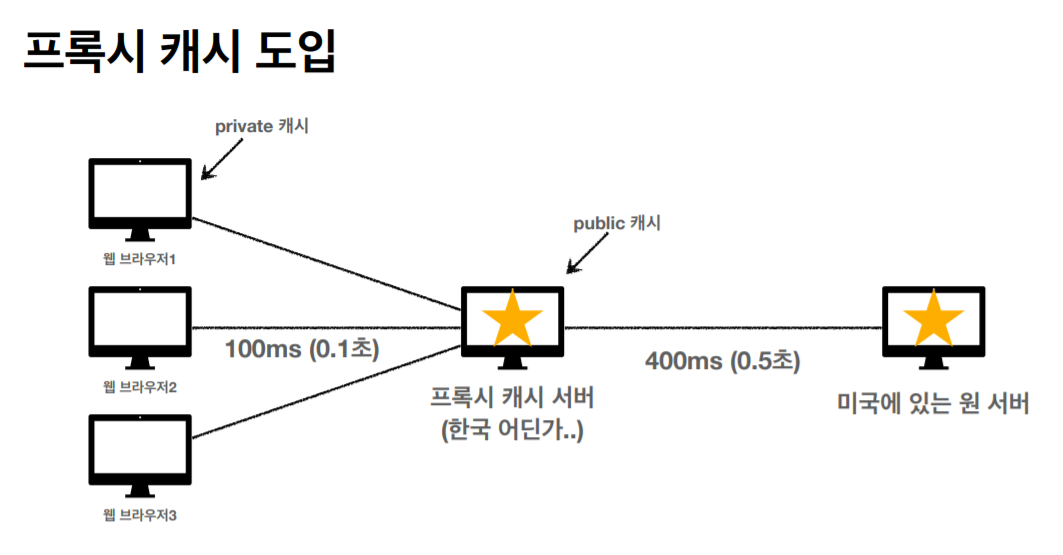 프록시 캐시 도입
private 캐시
public 캐시
웹 브라우저1
웹 브라우저2
웹 브라우저3
100ms (0.1초)
400ms (0.5초)
프록시 캐시 서버
(한국 어딘가..)
미국에 있는 원 서버